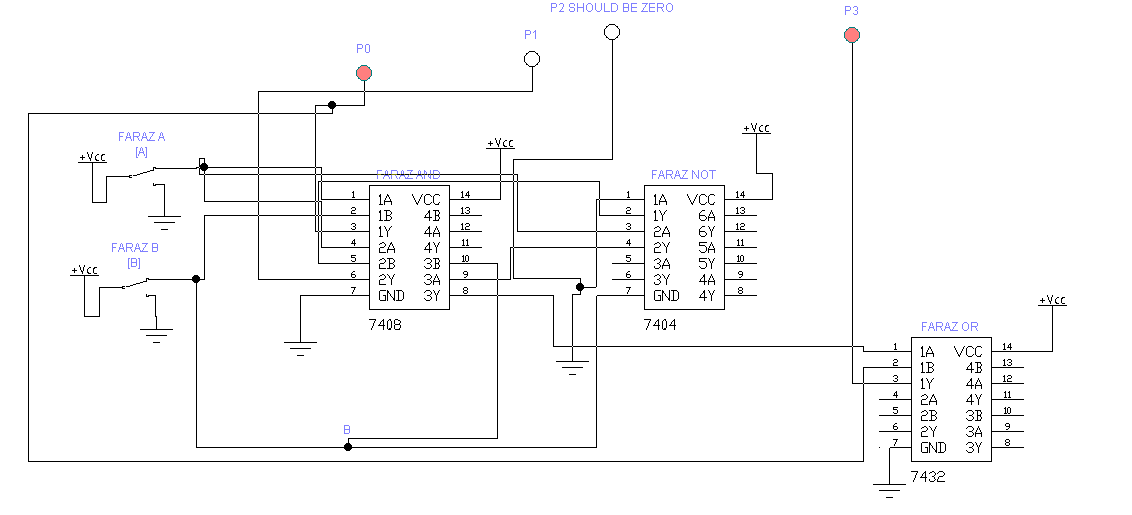 P2 SHOULD BE ZERO
P3
P1
P0
FARAZ A
[A]
+Vcc
+Vcc
+Vcc
FARAZ AND
1 1A VCC 14
2 1B 4B 13
3 1Y 4A 12
4 2A 4Y 11
5 2B 3B 10
6 2Y 3A 9
7 GND 3Y 8
7408
FARAZ NOT
1 1A VCC 14
2 1Y 6A 13
3 2A 6Y 12
4 2Y 5A 11
5 3A 5Y 10
6 3Y 4A 9
7 GND 4Y 8
7404
FARAZ B
[B]
+Vcc
+Vcc
FARAZ OR
1 1A VCC 14
2 1B 4B 13
3 1Y 4A 12
4 2A 4Y 11
5 2B 3B 10
6 2Y 3A 9
7 GND 3Y 8
7432
B